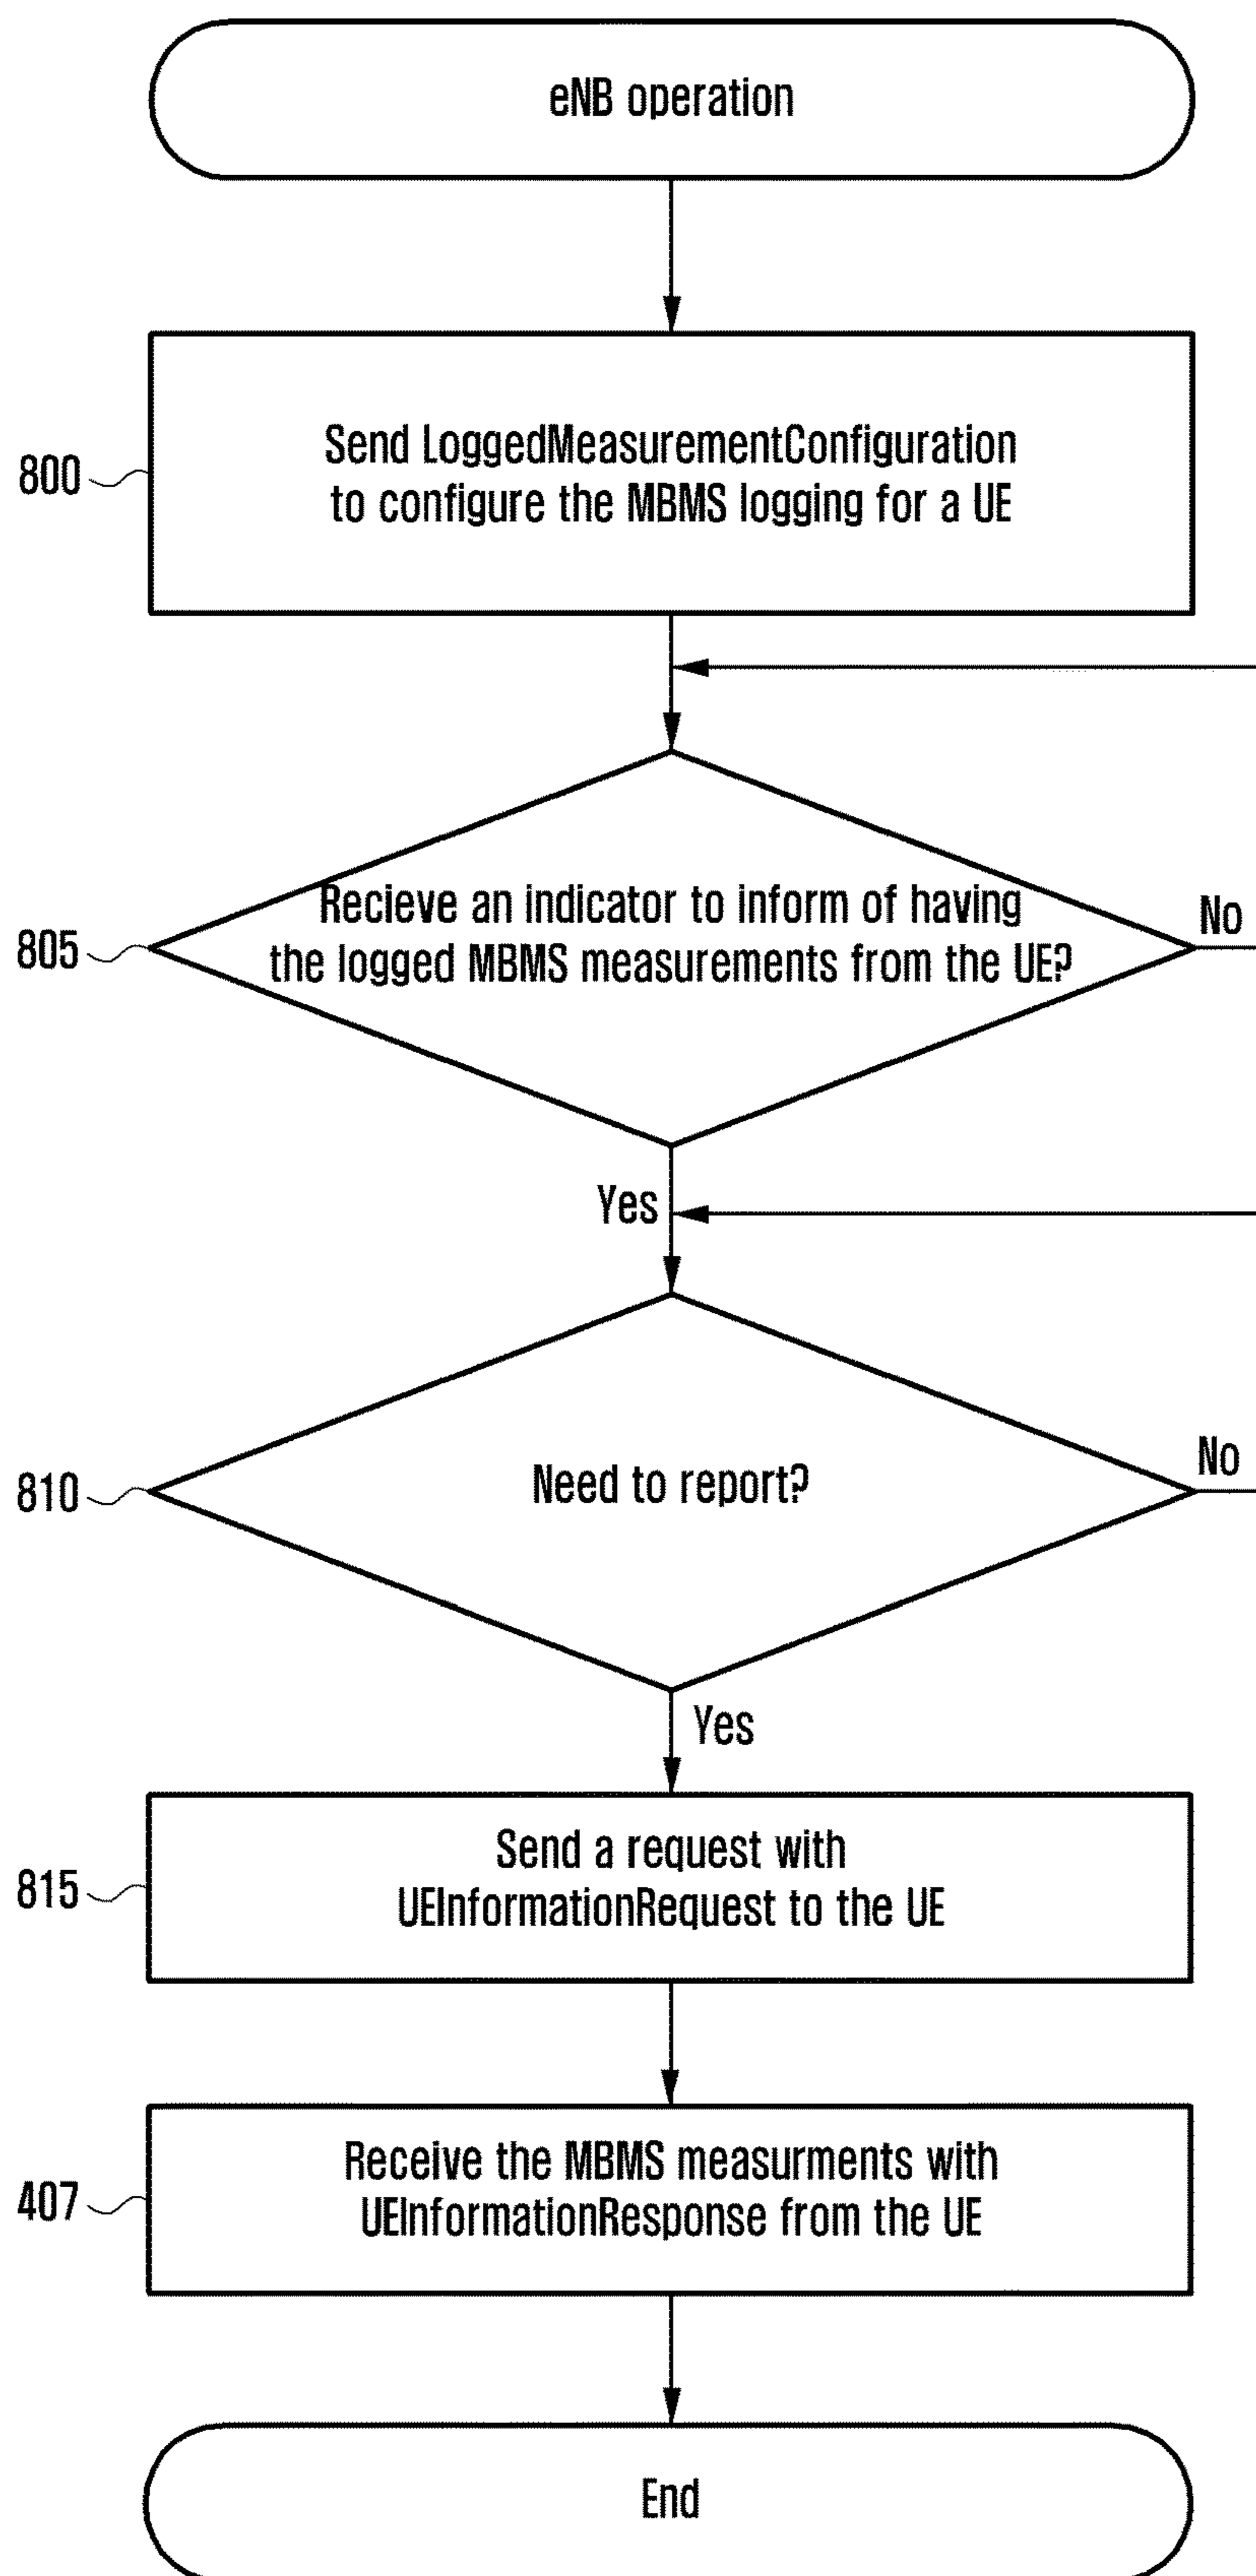 eNB operation
800
Send LoggedMeasurementConfiguration
to configure the MBMS logging for a UE
805
Recieve an indicator to inform of having
the logged MBMS measurements from the UE?
No
Yes
810
Need to report?
No
Yes
815
Send a request with
UEInformationRequest to the UE
407
Receive the MBMS measurments with
UEInformationResponse from the UE
End